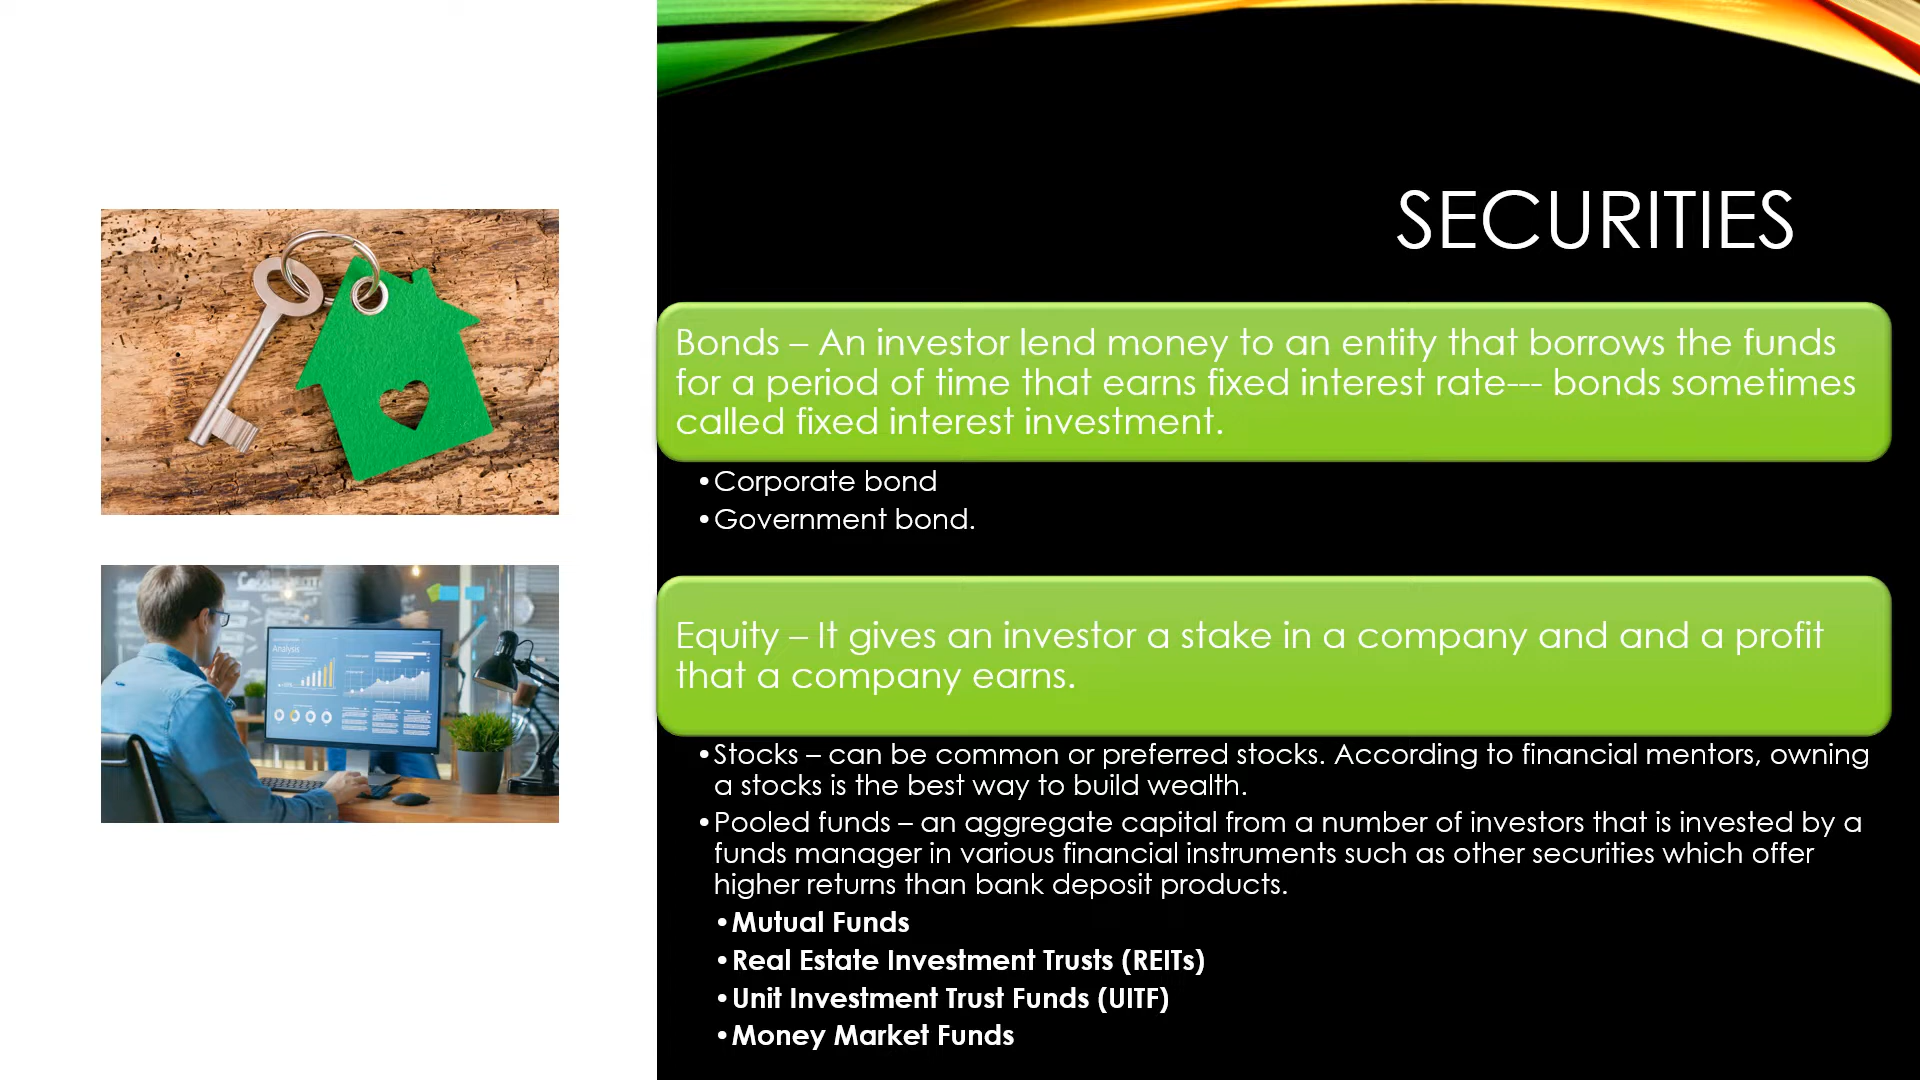 SECURITIES
Bonds – An investor lend money to an entity that borrows the funds
for a period of time that earns fixed interest rate--- bonds sometimes
called fixed interest investment.
•Corporate bond
•Government bond.
Equity – It gives an investor a stake in a company and and a profit
that a company earns.
•Stocks – can be common or preferred stocks. According to financial mentors, owning
a stocks is the best way to build wealth.
•Pooled funds – an aggregate capital from a number of investors that is invested by a
funds manager in various financial instruments such as other securities which offer
higher returns than bank deposit products.
•Mutual Funds
•Real Estate Investment Trusts (REITs)
•Unit Investment Trust Funds (UITF)
•Money Market Funds
Analysis